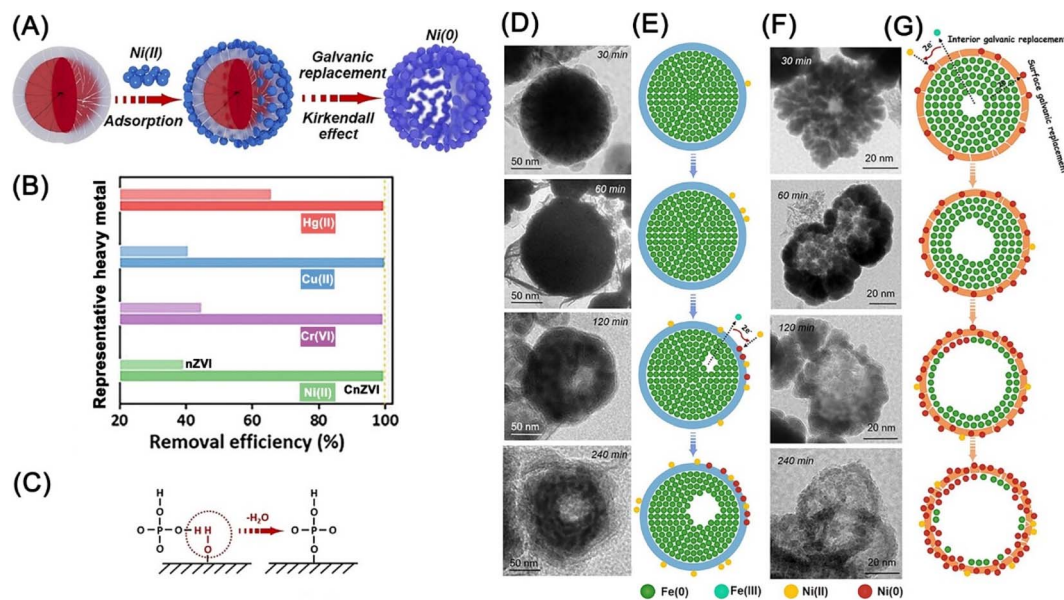 (A)
Ni(II)
Adsorption
Galvanic
replacement
Kirkendall
effect
Ni(0)
(B)
Representative heavy metal
Hg(II)
Cu(II)
Cr(VI)
nZVI
Ni(II)
CnZVI
20 40 60 80 100
Removal efficiency (%)
(C)
H
O
O P O H H
O O
-H₂O
H
O
O P O
O
(D)
30 min
50 nm
60 min
50 nm
120 min
50 nm
240 min
50 nm
(E)
2e⁻
(F)
30 min
20 nm
60 min
20 nm
120 min
20 nm
240 min
20 nm
(G)
Interior galvanic replacement
2e⁻
Surface galvanic replacement
Fe(0) Fe(III) Ni(II) Ni(0)